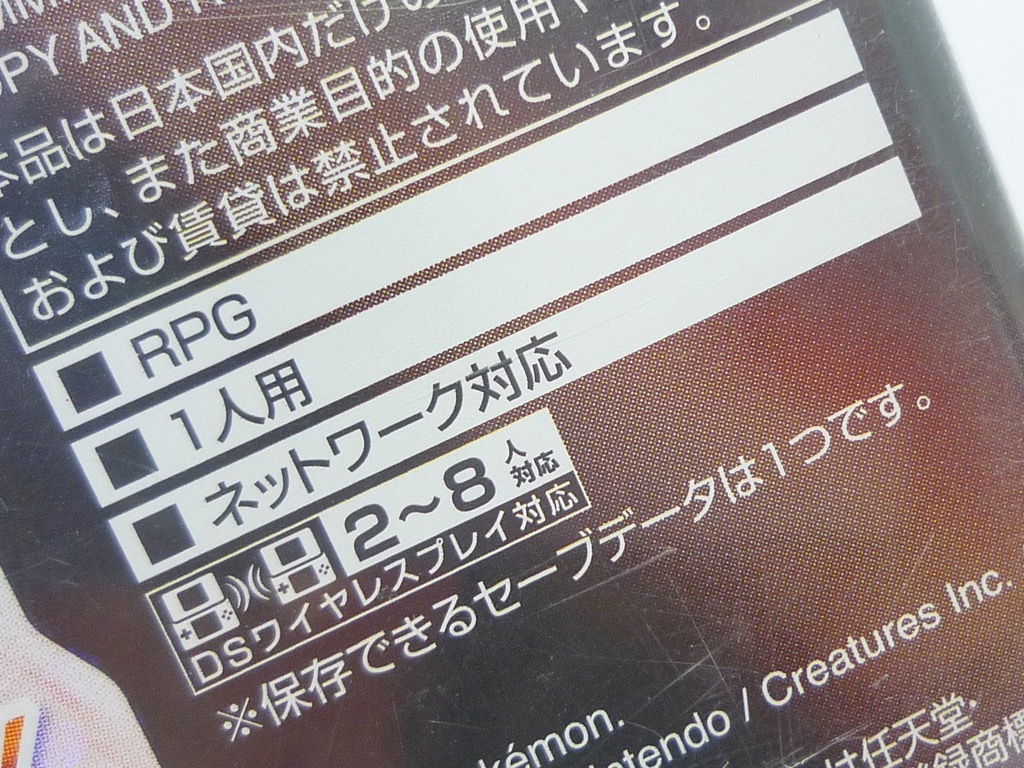 PY AND
本品は日本国内だけの
とし、また商業目的の使用
および賃貸は禁止されています。
■ RPG
■ 1人用
■ ネットワーク対応
2〜8人対応
DSワイヤレスプレイ対応
※保存できるセーブデータは1つです。
kémon.
ntendo / Creatures Inc.
は任天堂・
録商標